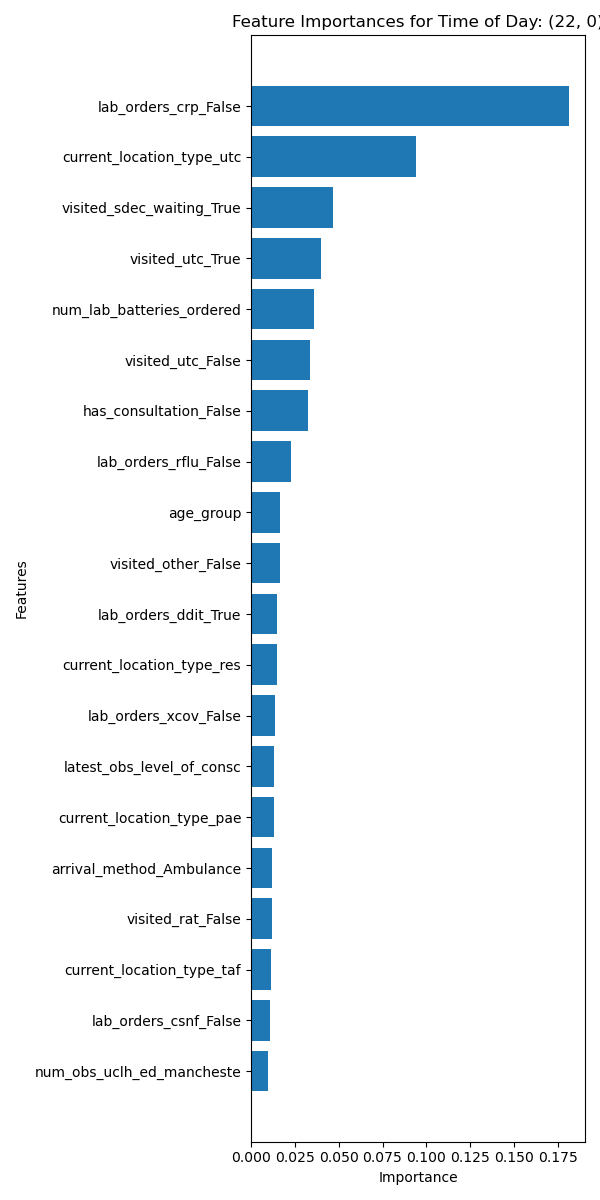 Feature Importances for Time of Day: (22, 0)
lab_orders_crp_False
current_location_type_utc
visited_sdec_waiting_True
visited_utc_True
num_lab_batteries_ordered
visited_utc_False
has_consultation_False
lab_orders_rflu_False
age_group
visited_other_False
lab_orders_ddit_True
current_location_type_res
lab_orders_xcov_False
latest_obs_level_of_consc
current_location_type_pae
arrival_method_Ambulance
visited_rat_False
current_location_type_taf
lab_orders_csnf_False
num_obs_uclh_ed_mancheste
Features
0.000 0.025 0.050 0.075 0.100 0.125 0.150 0.175
Importance